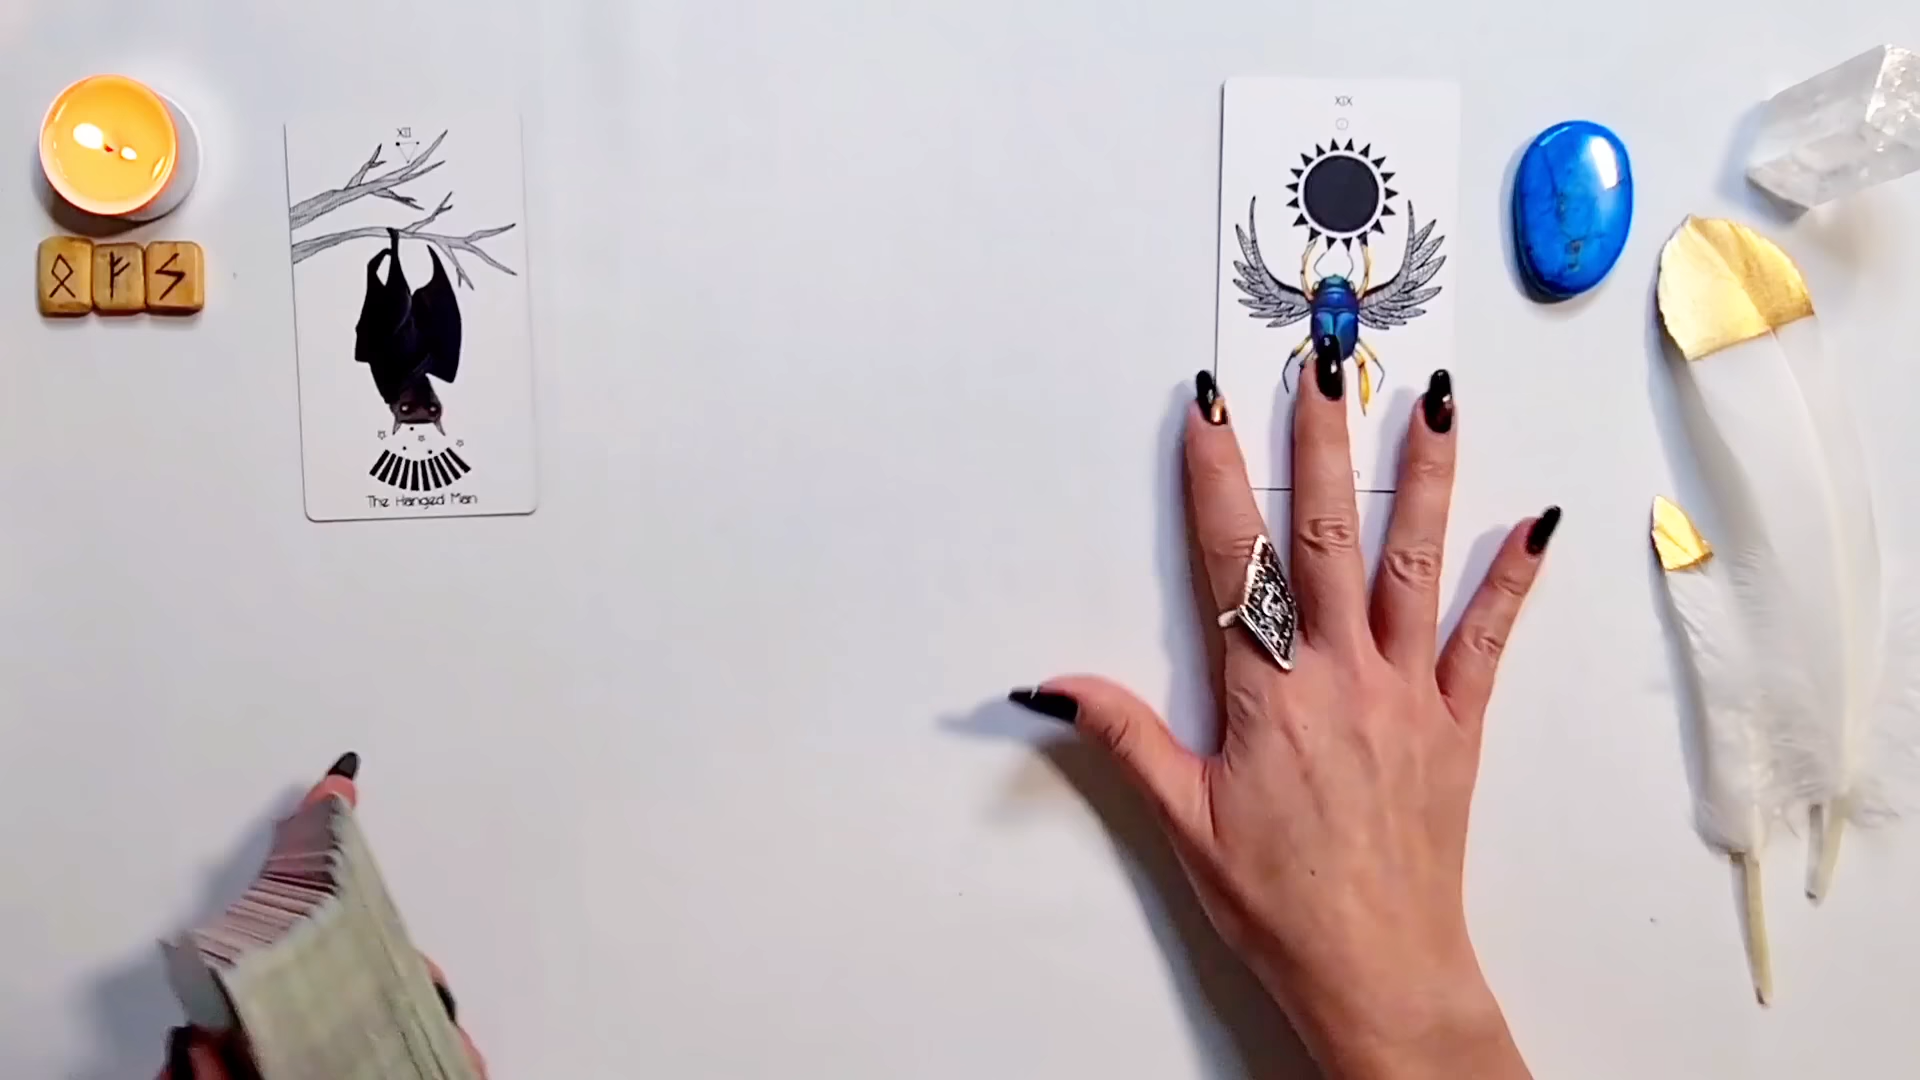 ᛟ ᚠ ᛊ
XII
The Hanged Man
XIX